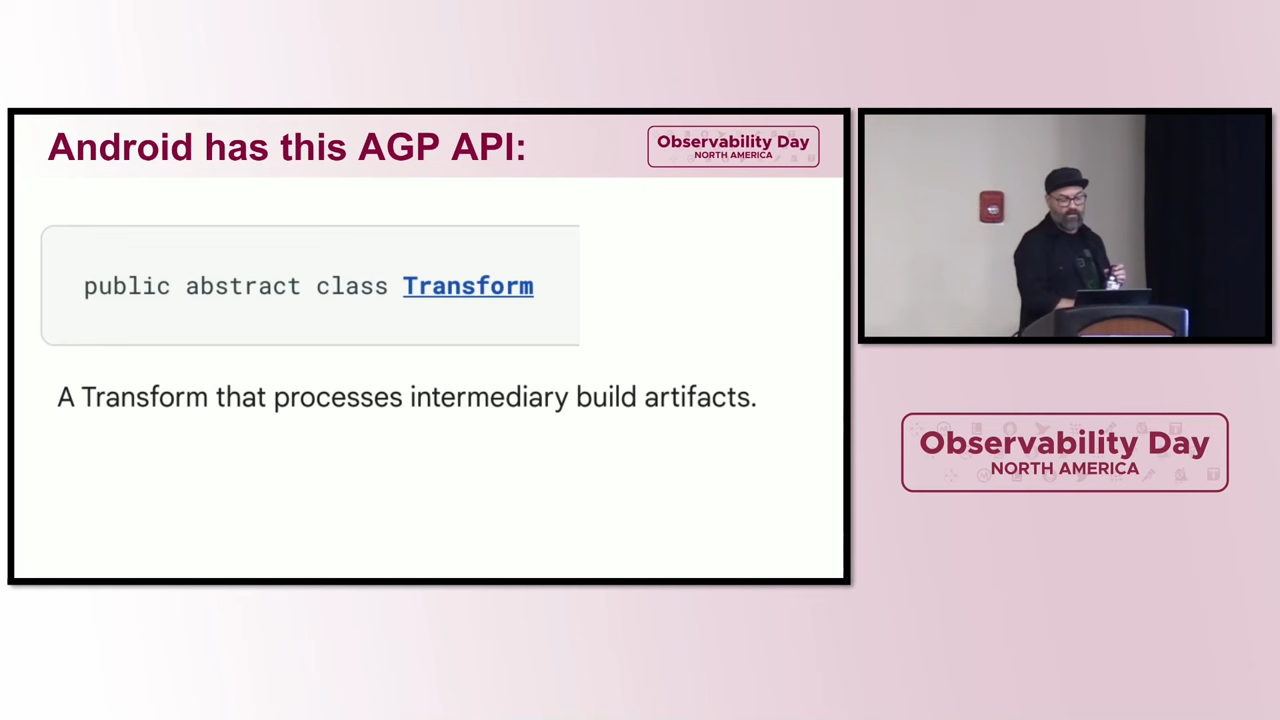 Android has this AGP API:
Observability Day
NORTH AMERICA
public abstract class Transform
A Transform that processes intermediary build artifacts.
Observability Day
NORTH AMERICA